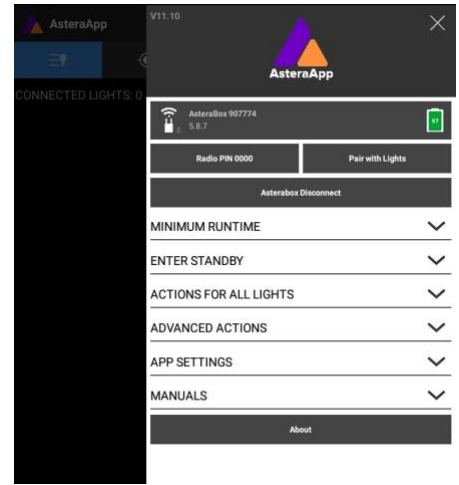 AsteraApp
CONNECTED LIGHTS: 0
V11.10
AsteraApp
AsteraBox 907774
5.8.7
97
Radio PIN 0000
Pair with Lights
Asterabox Disconnect
MINIMUM RUNTIME
ENTER STANDBY
ACTIONS FOR ALL LIGHTS
ADVANCED ACTIONS
APP SETTINGS
MANUALS
About